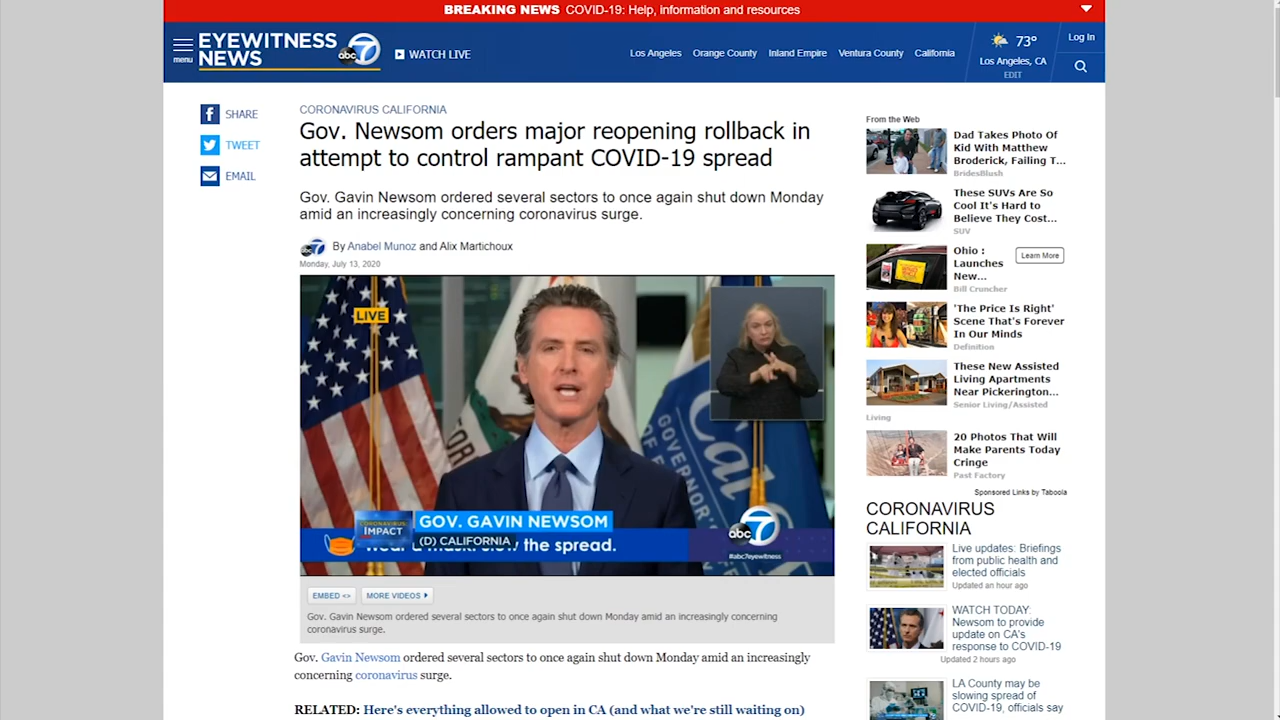 BREAKING NEWS COVID-19: Help, information and resources
menu
EYEWITNESS
NEWS
abc 7
WATCH LIVE
Los Angeles
Orange County
Inland Empire
Ventura County
California
73°
Los Angeles, CA
EDIT
Log In
SHARE
TWEET
EMAIL
CORONAVIRUS CALIFORNIA
Gov. Newsom orders major reopening rollback in
attempt to control rampant COVID-19 spread
Gov. Gavin Newsom ordered several sectors to once again shut down Monday
amid an increasingly concerning coronavirus surge.
abc 7
By Anabel Munoz and Alix Martichoux
Monday, July 13, 2020
LIVE
GOVERNOR'S
OF
Cal
CORONAVIRUS
IMPACT
GOV. GAVIN NEWSOM
(D) CALIFORNIA
the spread.
abc 7
#abc7eyewitness
EMBED <>
MORE VIDEOS
Gov. Gavin Newsom ordered several sectors to once again shut down Monday amid an increasingly concerning
coronavirus surge.
Gov. Gavin Newsom ordered several sectors to once again shut down Monday amid an increasingly
concerning coronavirus surge.
RELATED: Here's everything allowed to open in CA (and what we're still waiting on)
From the Web
Dad Takes Photo Of
Kid With Matthew
Broderick, Failing T...
BridesBlush
These SUVs Are So
Cool It's Hard to
Believe They Cost...
SUV
Ohio :
Launches
New...
Learn More
Bill Cruncher
'The Price Is Right'
Scene That's Forever
In Our Minds
Definition
These New Assisted
Living Apartments
Near Pickerington...
Senior Living/Assisted
Living
20 Photos That Will
Make Parents Today
Cringe
Past Factory
Sponsored Links by Taboola
CORONAVIRUS
CALIFORNIA
Live updates: Briefings
from public health and
elected officials
Updated an hour ago
WATCH TODAY:
Newsom to provide
update on CA's
response to COVID-19
Updated 2 hours ago
LA County may be
slowing spread of
COVID-19, officials say